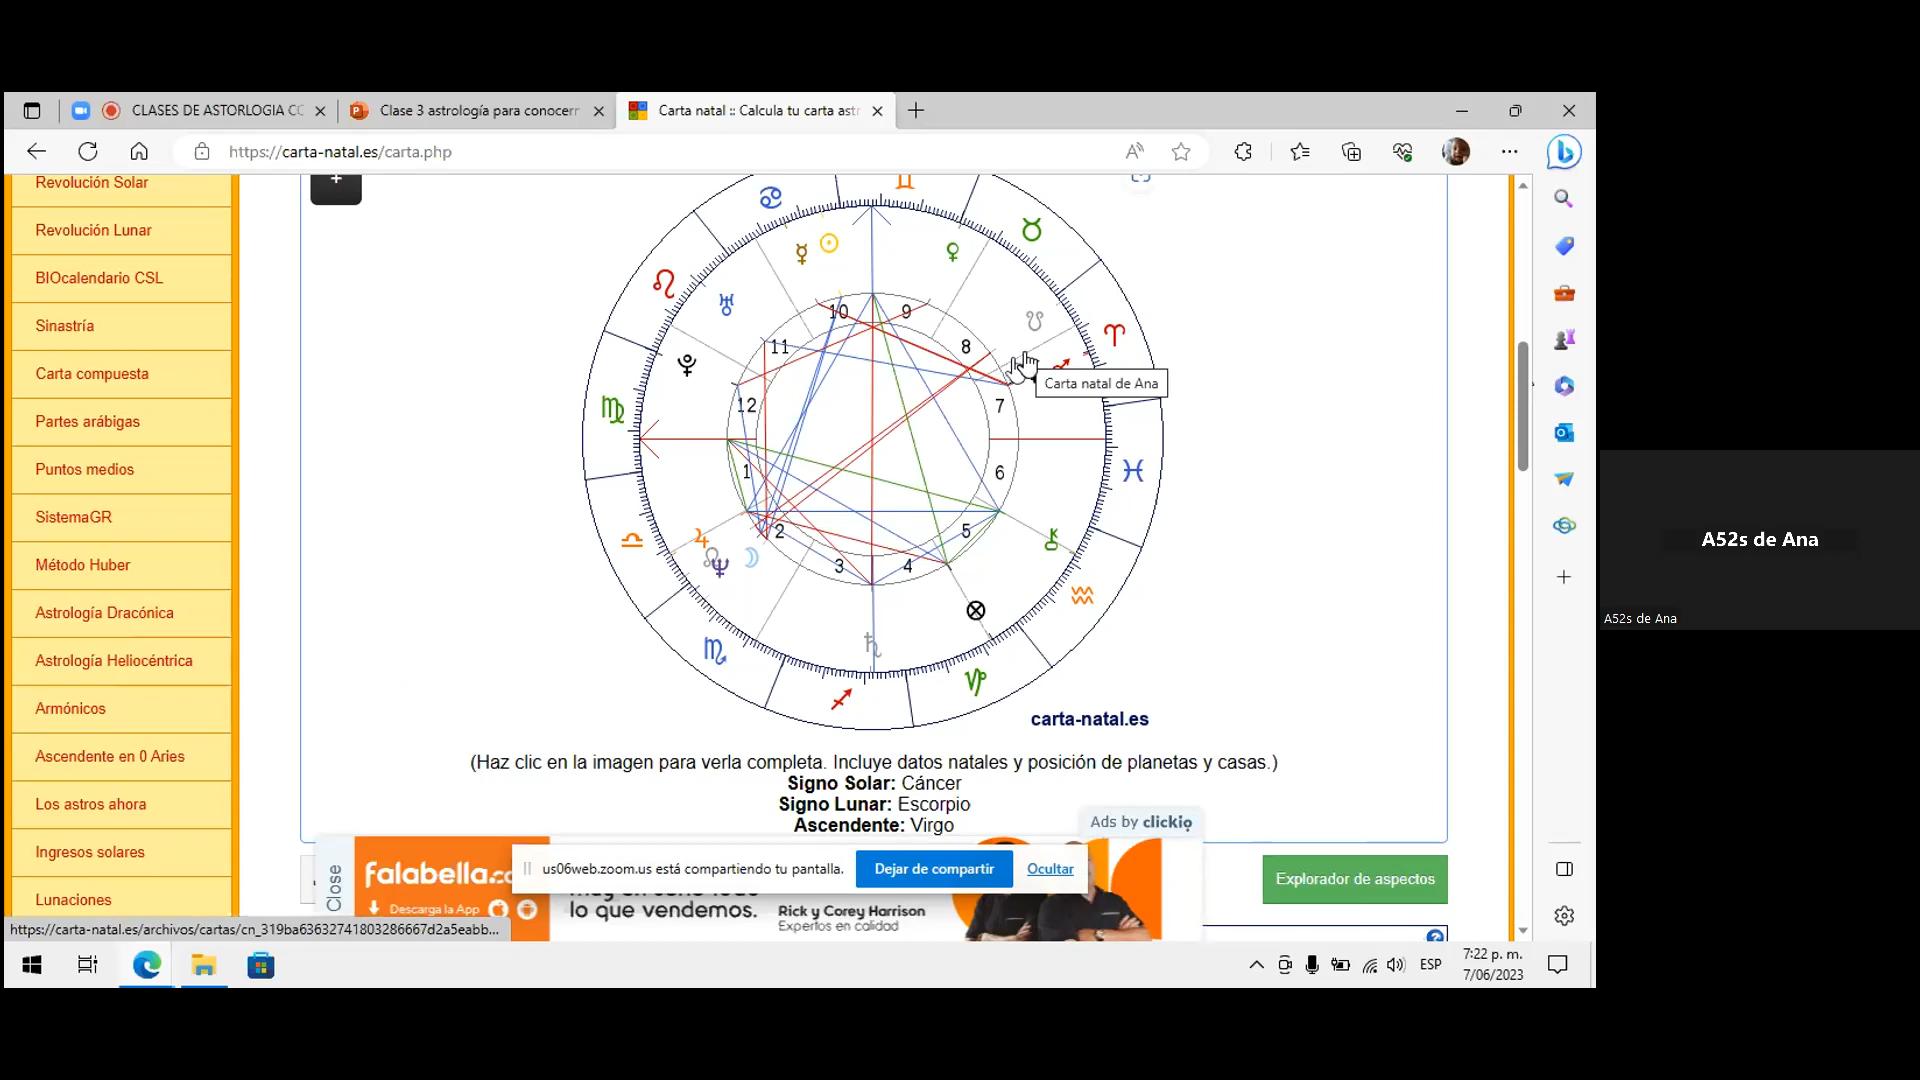 CLASES DE ASTORLOGIA CC
Clase 3 astrología para conocerr
Carta natal :: Calcula tu carta astr
https://carta-natal.es/carta.php
Revolución Solar
Revolución Lunar
BIOcalendario CSL
Sinastría
Carta compuesta
Partes arábigas
Puntos medios
SistemaGR
Método Huber
Astrología Dracónica
Astrología Heliocéntrica
Armónicos
Ascendente en 0 Aries
Los astros ahora
Ingresos solares
Lunaciones
10
9
11
8
12
7
1
6
2
5
3
4
Carta natal de Ana
carta-natal.es
(Haz clic en la imagen para verla completa. Incluye datos natales y posición de planetas y casas.)
Signo Solar: Cáncer
Signo Lunar: Escorpio
Ascendente: Virgo
Ads by clickio
Close
falabella.c
Descarga la App
us06web.zoom.us está compartiendo tu pantalla.
Dejar de compartir
Ocultar
lo que vendemos.
Rick y Corey Harrison
Expertos en calidad
Explorador de aspectos
https://carta-natal.es/archivos/cartas/cn_319ba63632741803286667d2a5eabb...
ESP
7:22 p. m.
7/06/2023
A52s de Ana
A52s de Ana